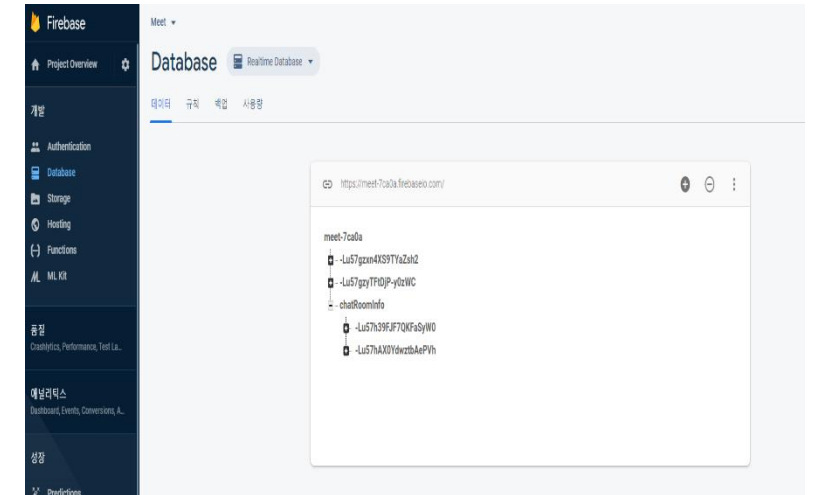 Firebase
Project Overview
개발
Authentication
Database
Storage
Hosting
Functions
ML Kit
품질
Crashlytics, Performance, Test La...
애널리틱스
Dashboard, Events, Conversions, A...
성장
Predictions
Meet
Database
Realtime Database
데이터 규칙 백업 사용량
https://meet-7ca0a.firebaseio.com/
meet-7ca0a
-Lu57gzxn4XS9TYaZsh2
-Lu57gzyTFtDjP-y0zWC
chatRoomInfo
-Lu57h39FJF7QKFaSyW0
-Lu57hAX0YdwztbAePVh